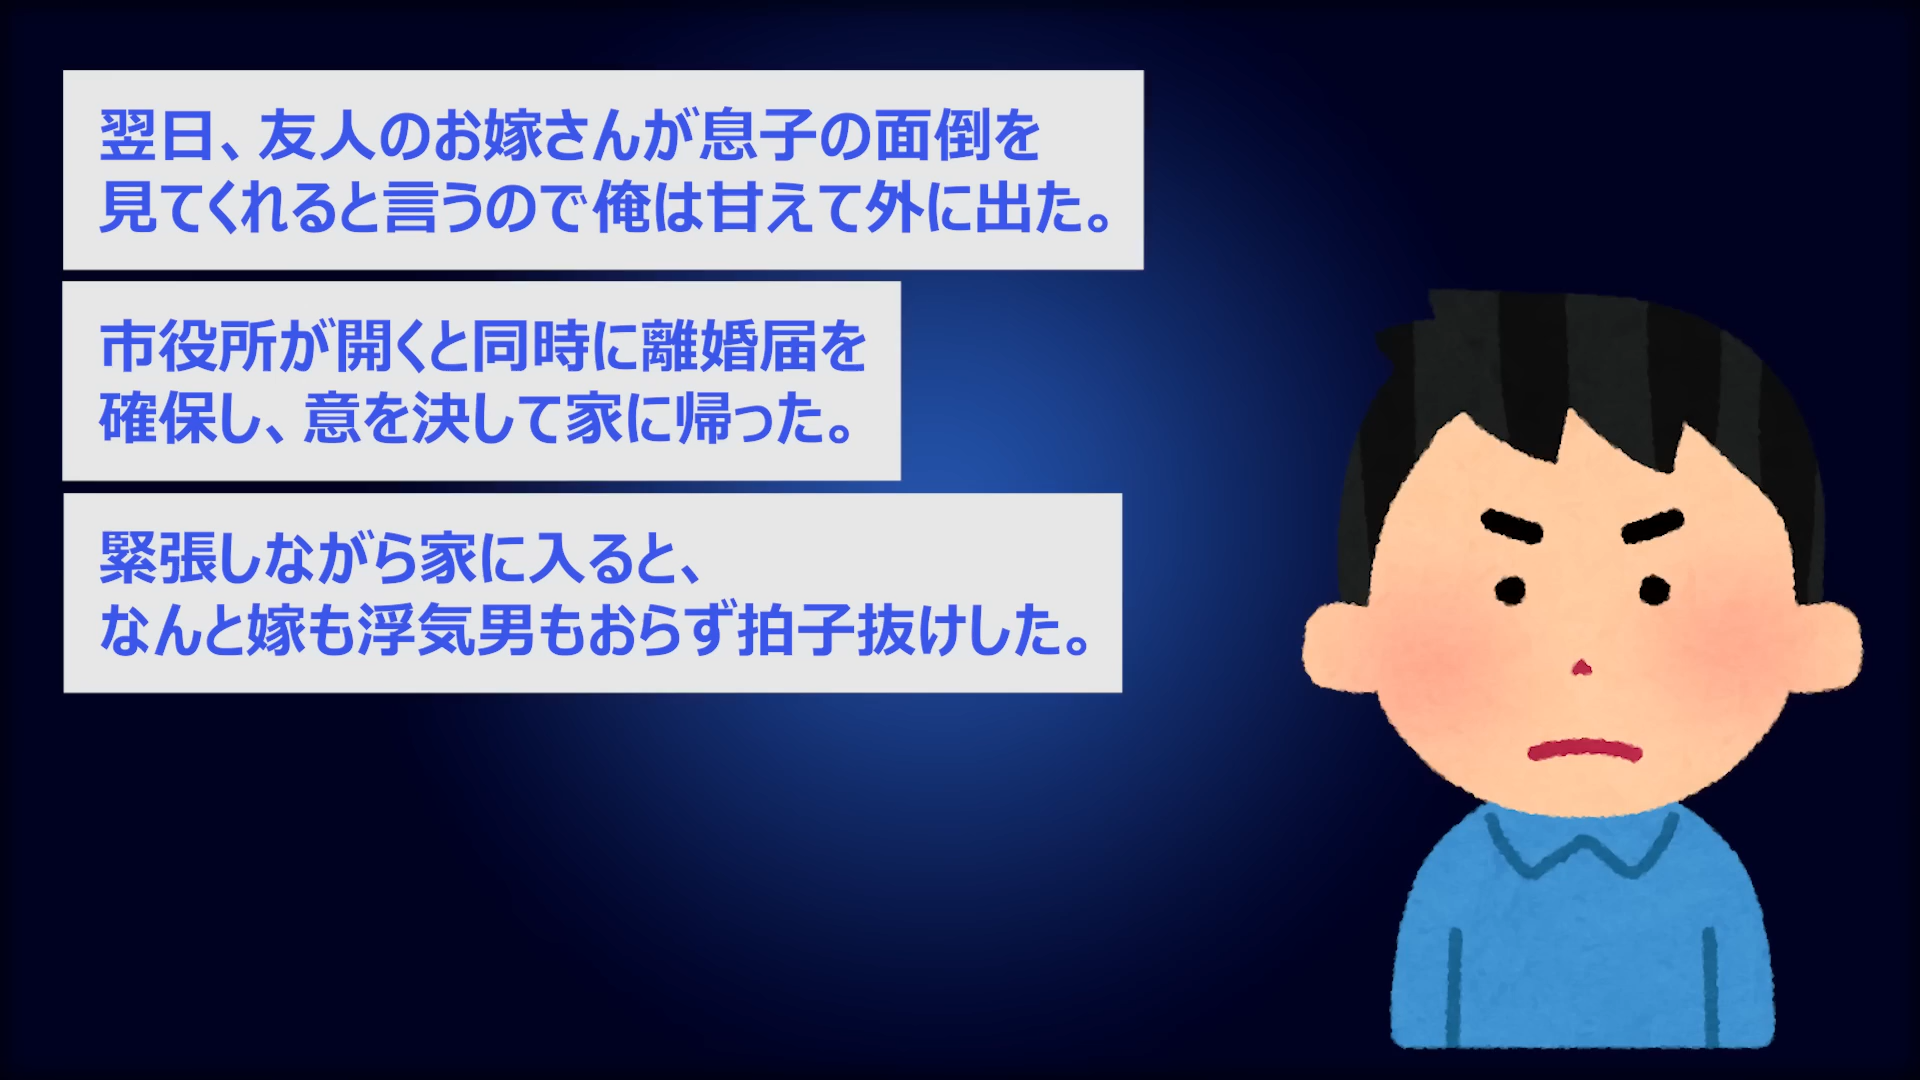 翌日、友人のお嫁さんが息子の面倒を
見てくれると言うので俺は甘えて外に出た。
市役所が開くと同時に離婚届を
確保し、意を決して家に帰った。
緊張しながら家に入ると、
なんと嫁も浮気男もおらず拍子抜けした。